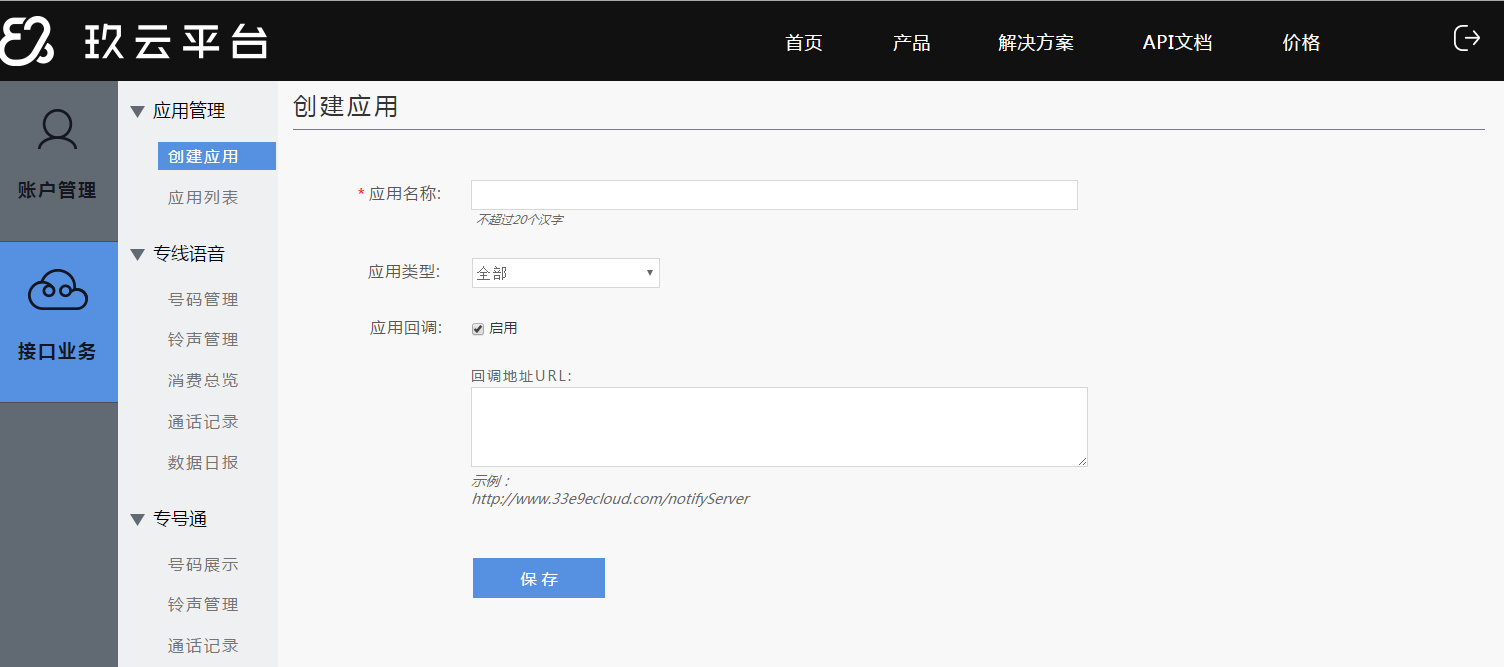 玖云平台
首页
产品
解决方案
API文档
价格
账户管理
接口业务
应用管理
创建应用
应用列表
专线语音
号码管理
铃声管理
消费总览
通话记录
数据日报
专号通
号码展示
铃声管理
通话记录
创建应用
* 应用名称:
不超过20个汉字
应用类型: 全部
应用回调: 启用
回调地址URL:
示例：
http://www.33e9ecloud.com/notifyServer
保存